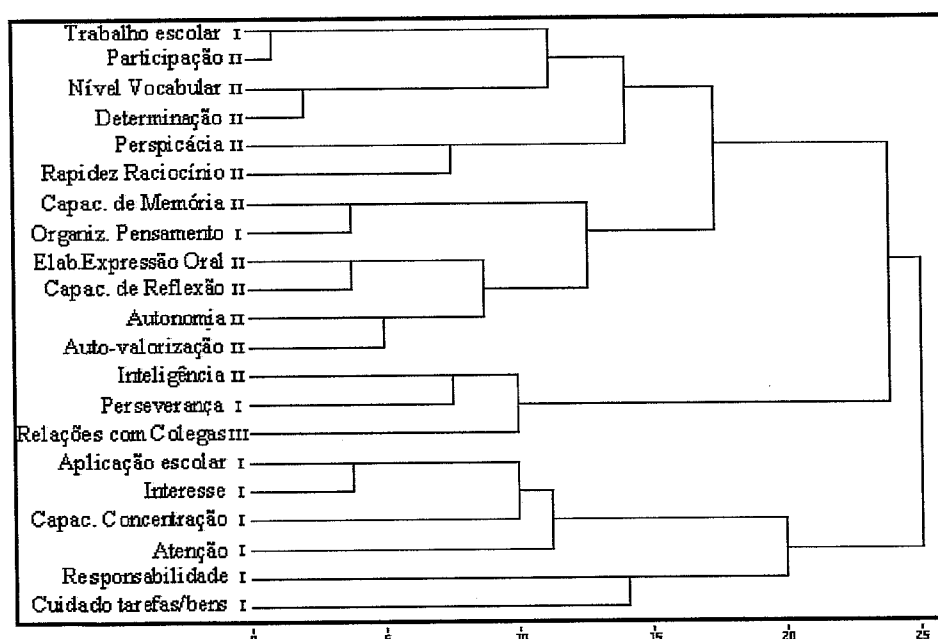 Trabalho escolar I
Participação II
Nível Vocabular II
Determinação II
Perspicácia II
Rapidez Raciocínio II
Capac. de Memória II
Organiz. Pensamento I
Elab.Expressão Oral II
Capac. de Reflexão II
Autonomia II
Auto-valorização II
Inteligência II
Perseverança I
Relações com Colegas III
Aplicação escolar I
Interesse I
Capac. Concentração I
Atenção I
Responsabilidade I
Cuidado tarefas/bens I
0 5 10 15 20 25